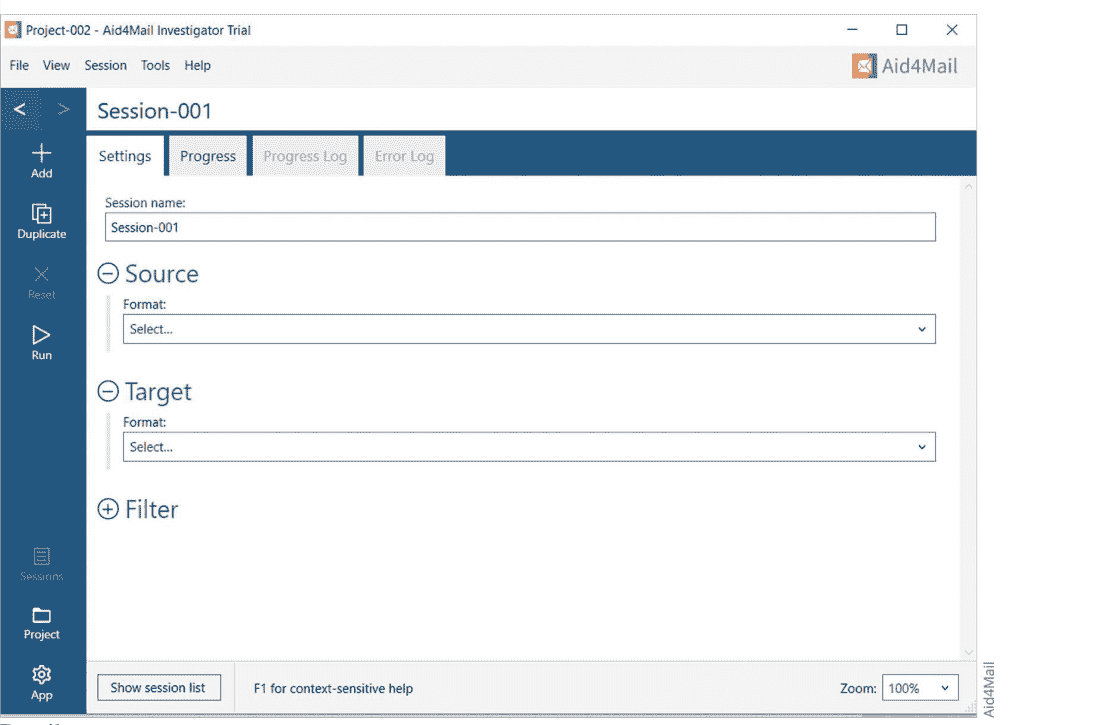 Project-002 - Aid4Mail Investigator Trial
File View Session Tools Help
Aid4Mail
< >
Session-001
Add
Settings Progress Progress Log Error Log
Duplicate
Session name:
Session-001
Reset
Source
Format:
Select...
Run
Target
Format:
Select...
Filter
Sessions
Project
App
Show session list
F1 for context-sensitive help
Zoom: 100%
Aid4Mail